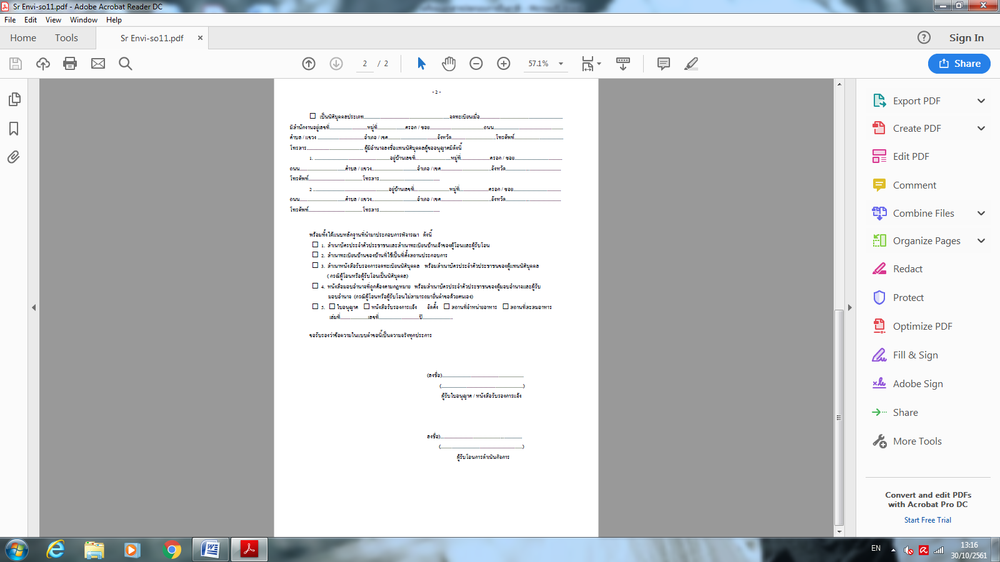 Sr Envi-so11.pdf - Adobe Acrobat Reader DC
File Edit View Window Help
Home Tools Sr Envi-so11.pdf × Sign In
2 / 2 57.1% Share
- 2 -
เป็นนิติบุคคลประเภท..............................จดทะเบียนเมื่อ..............................
มีสำนักงานอยู่เลขที่....................หมู่ที่...............ตรอก / ซอย..............................ถนน..............................
ตำบล / แขวง .........................อำเภอ / เขต.........................จังหวัด.........................โทรศัพท์.........................
โทรสาร.............................. ผู้มีอำนาจลงชื่อแทนนิติบุคคลผู้ขออนุญาตมีดังนี้
1. ........................................อยู่บ้านเลขที่....................หมู่ที่...............ตรอก / ซอย.........................
ถนน.........................ตำบล / แขวง.........................อำเภอ / เขต.........................จังหวัด..............................
โทรศัพท์..............................โทรสาร..............................
2 ........................................อยู่บ้านเลขที่....................หมู่ที่...............ตรอก / ซอย.........................
ถนน.........................ตำบล / แขวง.........................อำเภอ / เขต.........................จังหวัด..............................
โทรศัพท์..............................โทรสาร..............................
พร้อมทั้งได้แนบหลักฐานที่นำมาประกอบการพิจารณา ดังนี้
1. สำเนาบัตรประจำตัวประชาชนและสำเนาทะเบียนบ้านเจ้าของผู้โอนและผู้รับโอน
2. สำเนาทะเบียนบ้านของบ้านที่ใช้เป็นที่ตั้งสถานประกอบการ
3. สำเนาหนังสือรับรองการจดทะเบียนนิติบุคคล พร้อมสำเนาบัตรประจำตัวประชาชนของผู้แทนนิติบุคคล
( กรณีผู้โอนหรือผู้รับโอนเป็นนิติบุคคล)
4. หนังสือมอบอำนาจที่ถูกต้องตามกฎหมาย พร้อมสำเนาบัตรประจำตัวประชาชนของผู้มอบอำนาจและผู้รับ
มอบอำนาจ (กรณีผู้โอนหรือผู้รับโอนไม่สามารถมายื่นคำขอด้วยตนเอง)
5. ใบอนุญาต หนังสือรับรองการแจ้ง จัดตั้ง สถานที่จำหน่ายอาหาร สถานที่สะสมอาหาร
เล่มที่...............เลขที่....................ปี...............
ขอรับรองว่าข้อความในแบบคำขอนี้เป็นความจริงทุกประการ
(ลงชื่อ)........................................
(........................................)
ผู้รับใบอนุญาต / หนังสือรับรองการแจ้ง
ลงชื่อ)........................................
(........................................)
ผู้รับโอนการดำเนินกิจการ
Export PDF
Create PDF
Edit PDF
Comment
Combine Files
Organize Pages
Redact
Protect
Optimize PDF
Fill & Sign
Adobe Sign
Share
More Tools
Convert and edit PDFs
with Acrobat Pro DC
Start Free Trial
EN 13:16
30/10/2561